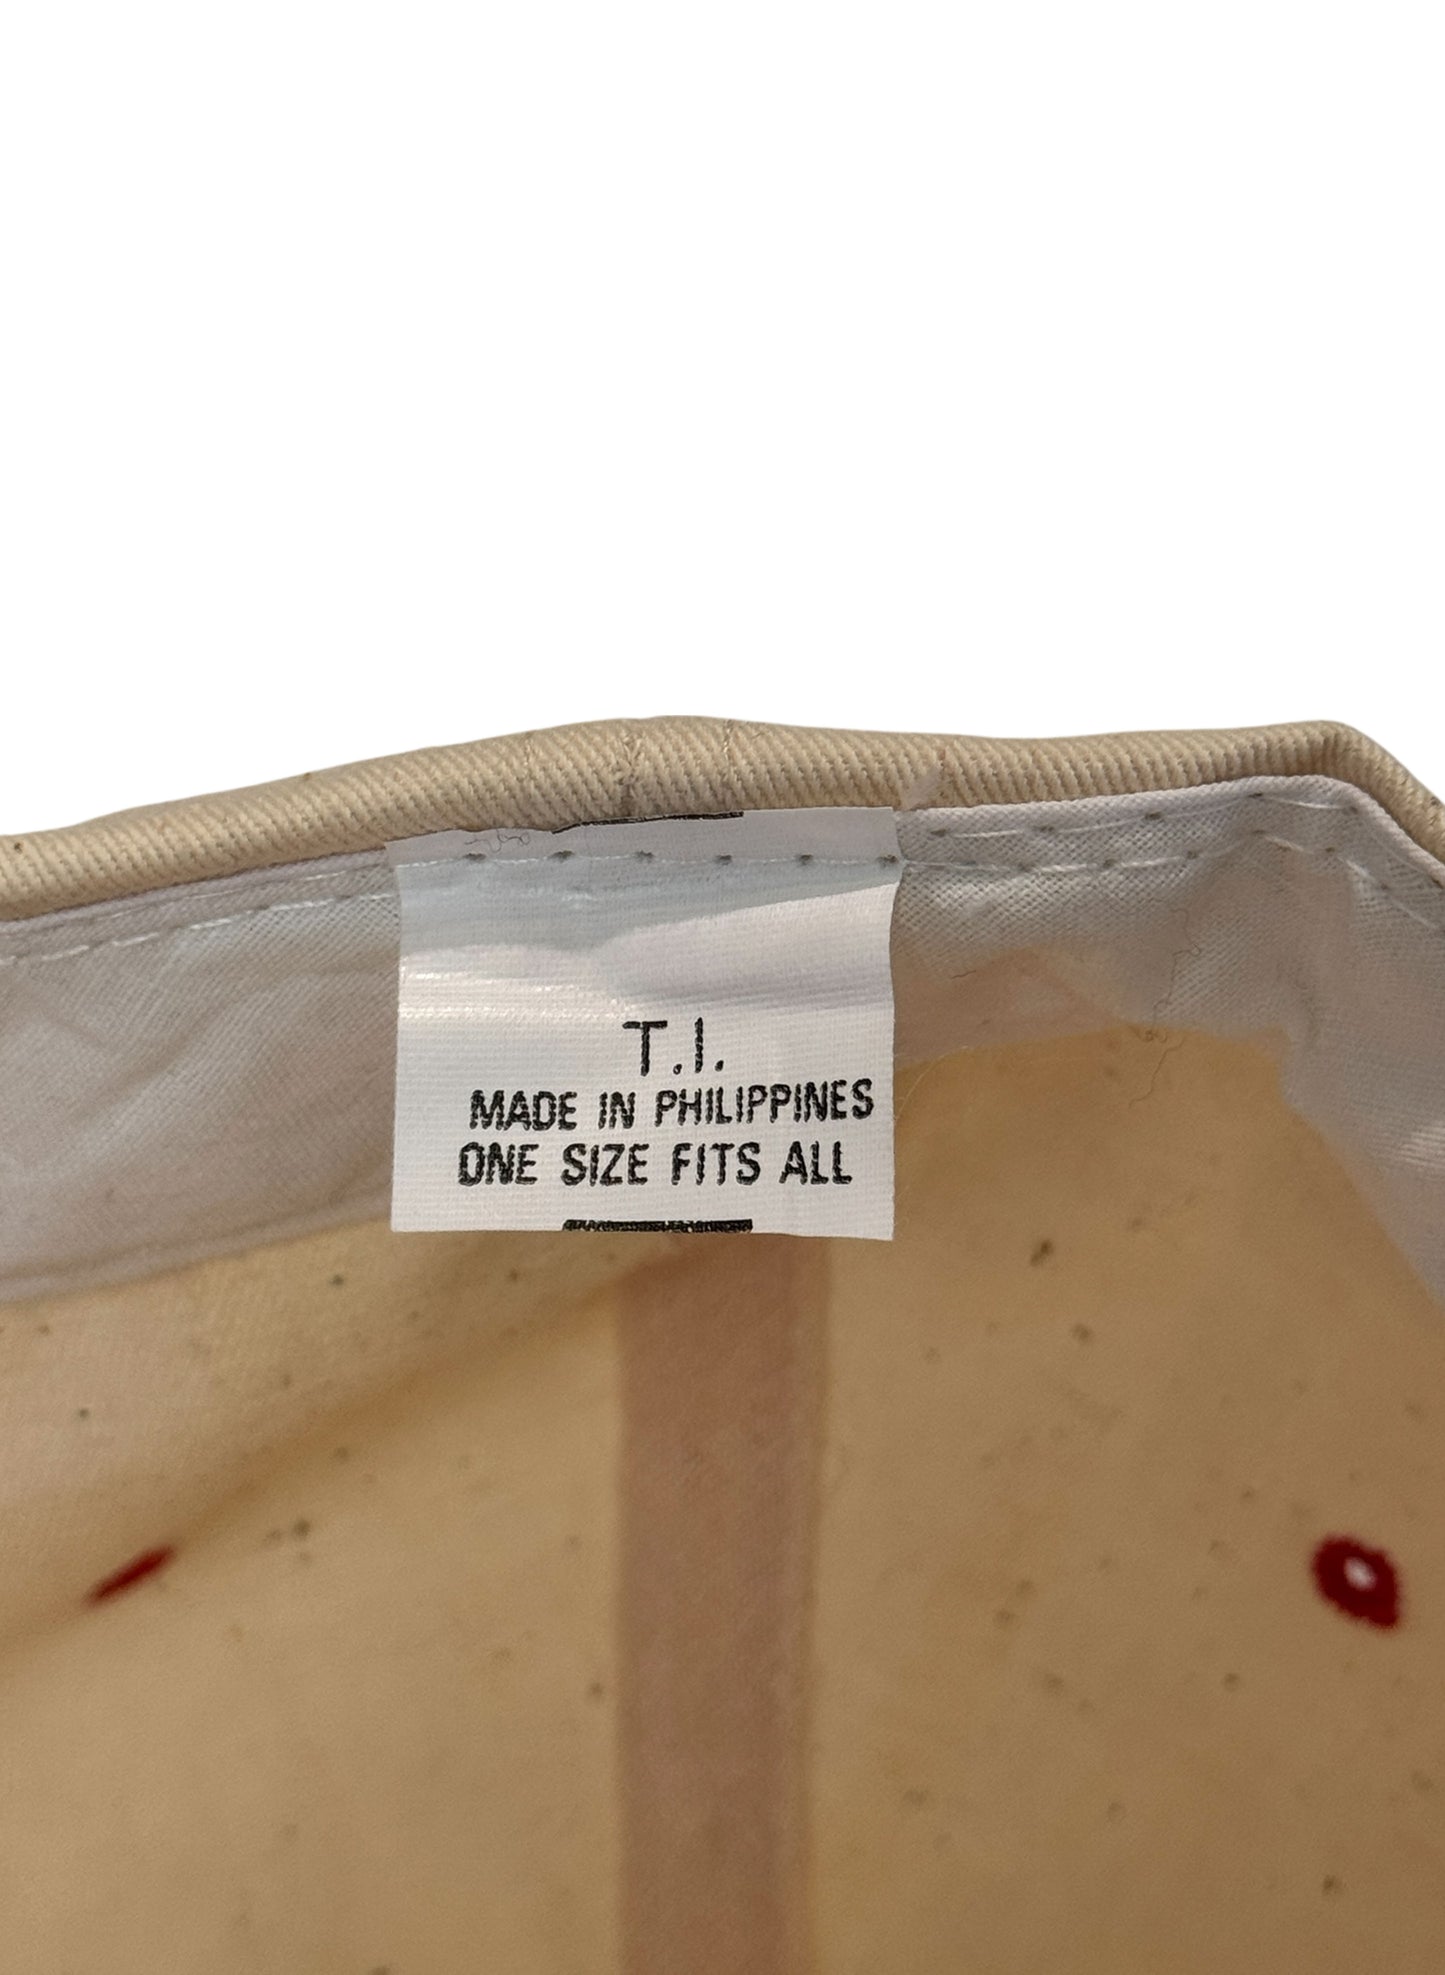 T.I.
MADE IN PHILIPPINES
ONE SIZE FITS ALL